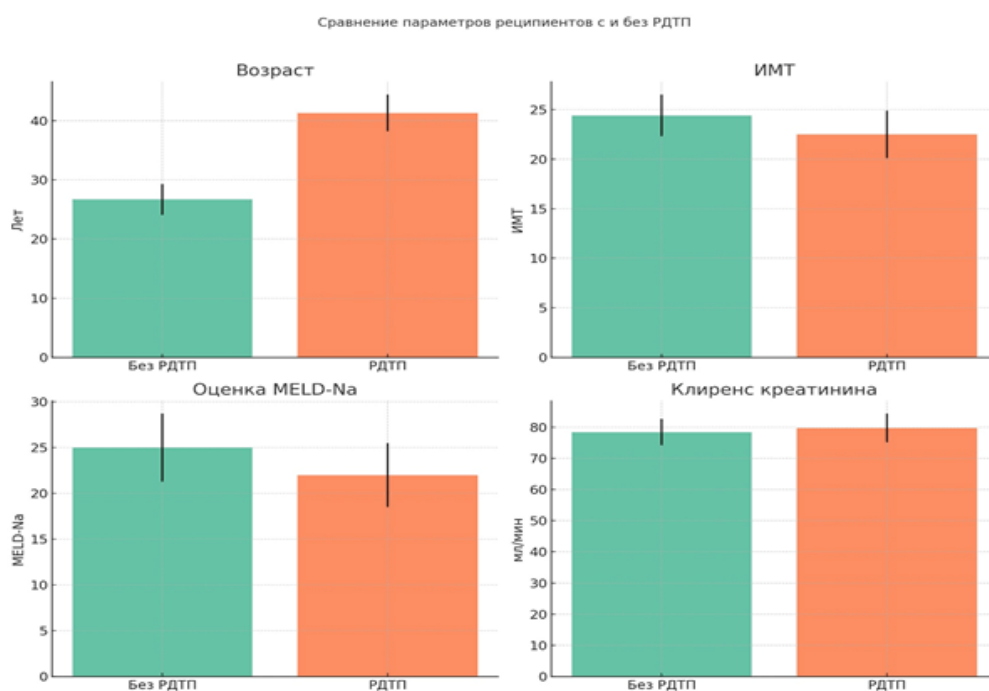 Сравнение параметров реципиентов с и без РДТП
Возраст
Лет
40
30
20
10
0
Без РДТП РДТП
ИМТ
ИМТ
25
20
15
10
5
0
Без РДТП РДТП
Оценка MELD-Na
MELD-Na
30
25
20
15
10
5
0
Без РДТП РДТП
Клиренс креатинина
мл/мин
80
70
60
50
40
30
20
10
0
Без РДТП РДТП